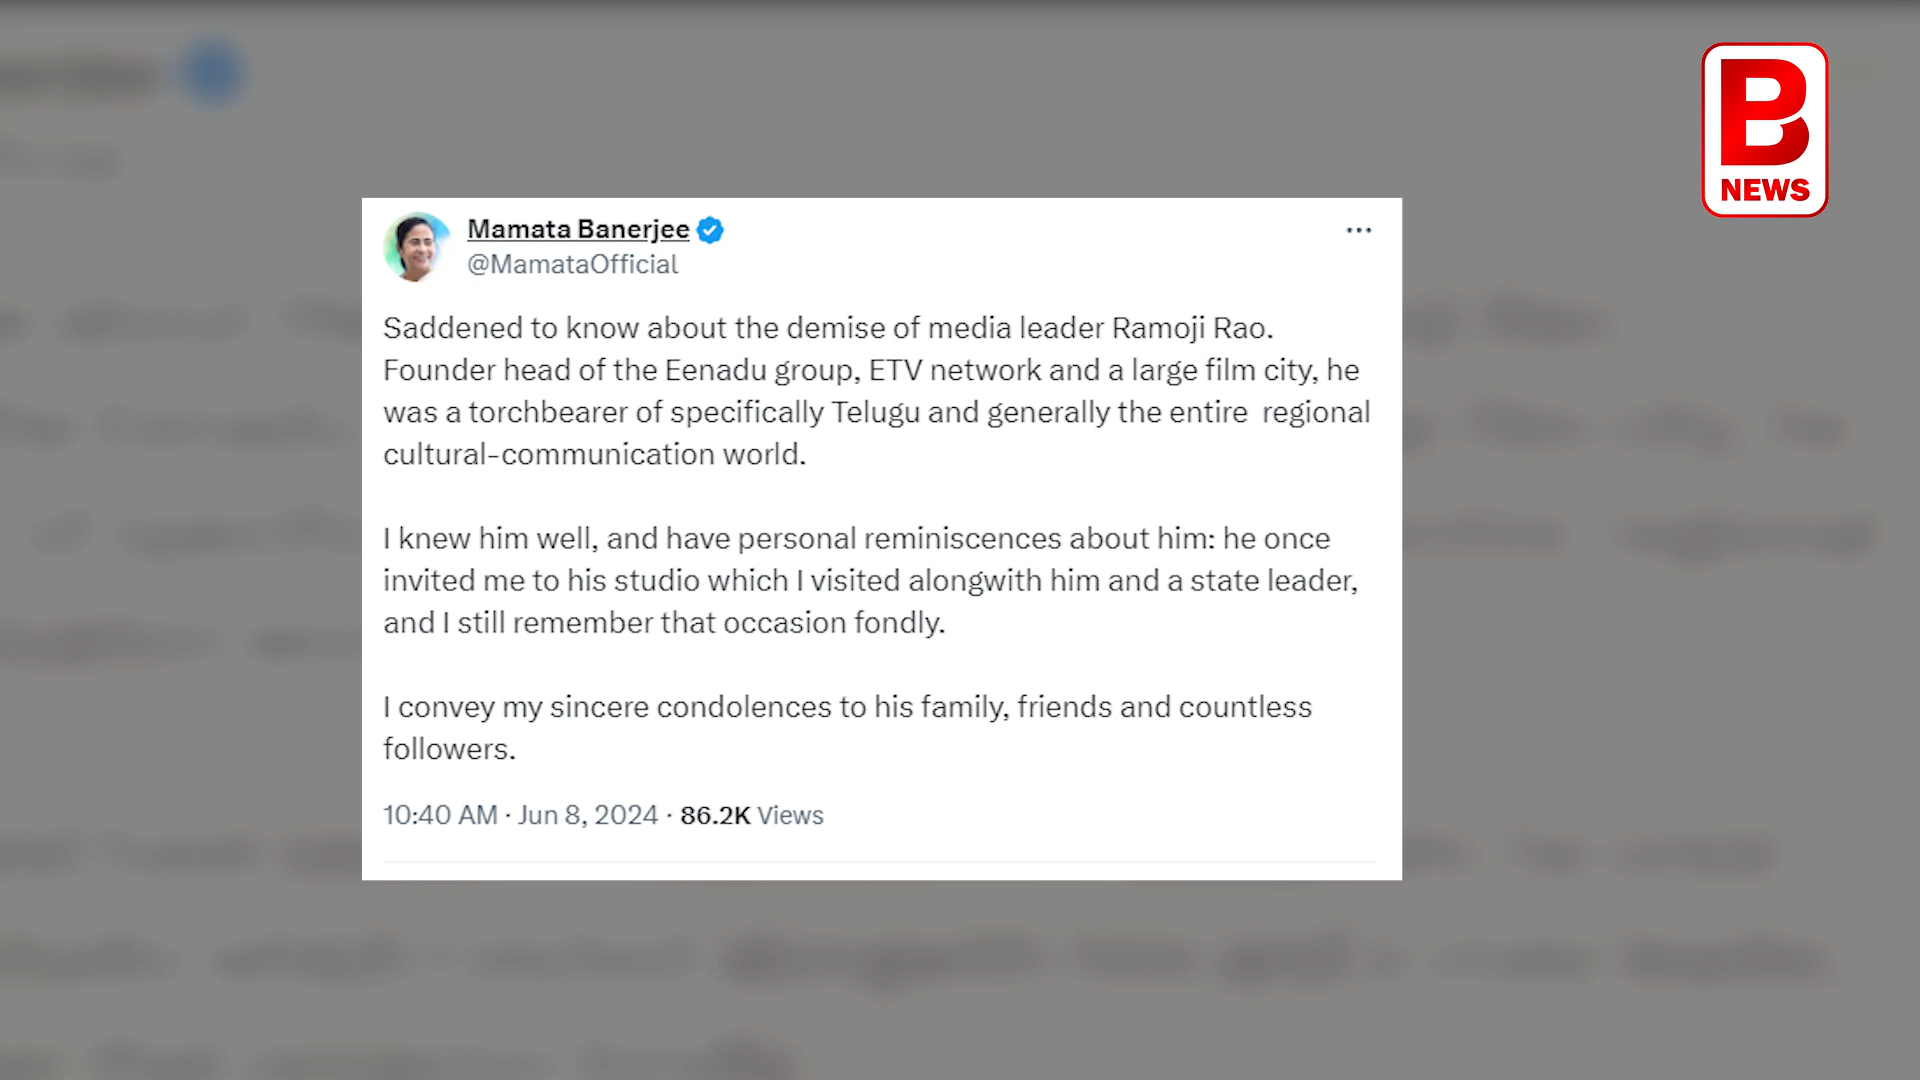 B
NEWS
Mamata Banerjee
@MamataOfficial
Saddened to know about the demise of media leader Ramoji Rao.
Founder head of the Eenadu group, ETV network and a large film city, he
was a torchbearer of specifically Telugu and generally the entire  regional
cultural-communication world.
I knew him well, and have personal reminiscences about him: he once
invited me to his studio which I visited alongwith him and a state leader,
and I still remember that occasion fondly.
I convey my sincere condolences to his family, friends and countless
followers.
10:40 AM · Jun 8, 2024 · 86.2K Views